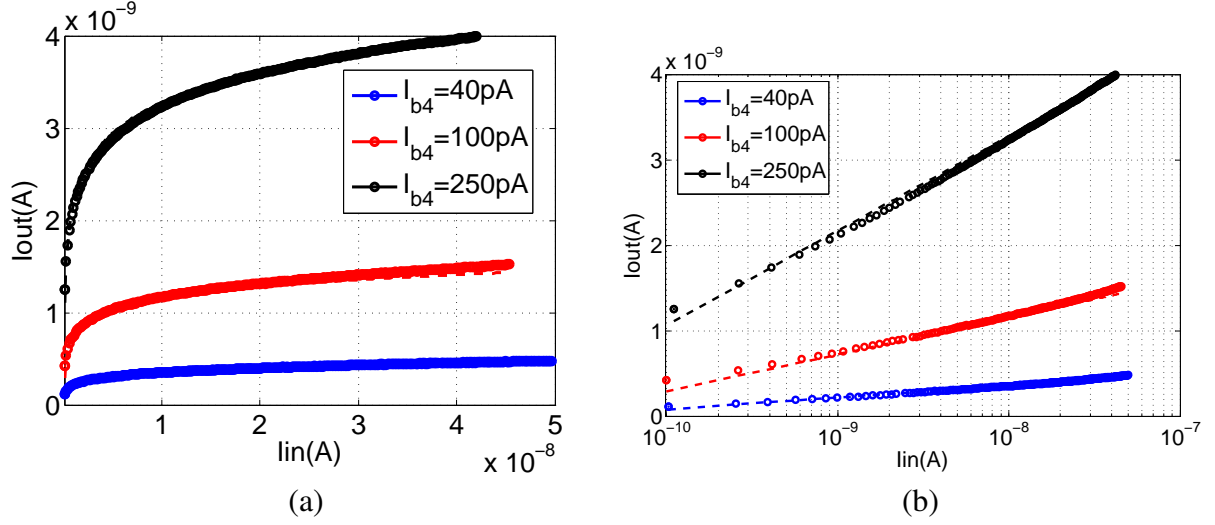 x 10⁻⁹
4
3
2
1
0
Iout(A)
I_b4=40pA
I_b4=100pA
I_b4=250pA
1 2 3 4 5
Iin(A)
x 10⁻⁸
(a)
x 10⁻⁹
4
3
2
1
0
Iout(A)
I_b4=40pA
I_b4=100pA
I_b4=250pA
10⁻¹⁰ 10⁻⁹ 10⁻⁸ 10⁻⁷
Iin(A)
(b)